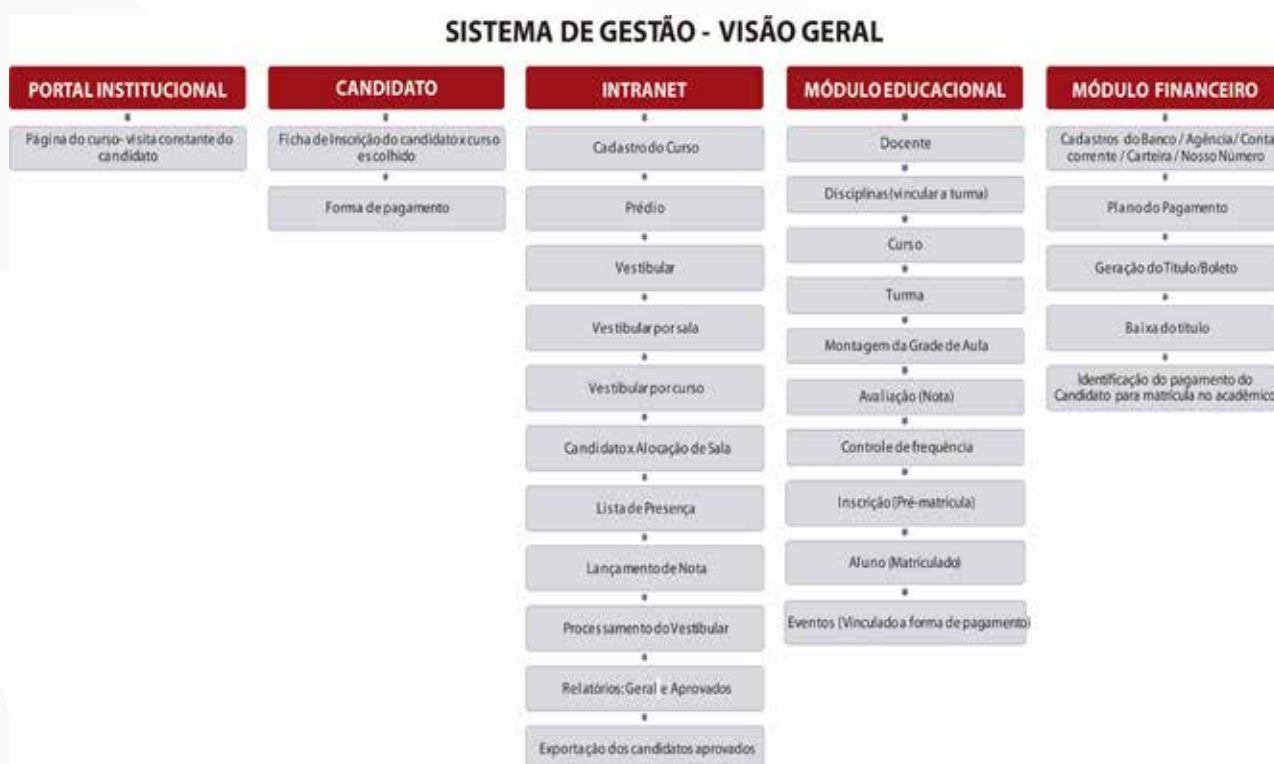 SISTEMA DE GESTÃO - VISÃO GERAL
PORTAL INSTITUCIONAL
Página do curso- visita constante do
candidato
CANDIDATO
Ficha de Inscrição do candidato x curso
escolhido
Forma de pagamento
INTRANET
Cadastro do Curso
Prédio
Vestibular
Vestibular por sala
Vestibular por curso
Candidato x Alocação de Sala
Lista de Presença
Lançamento de Nota
Processamento do Vestibular
Relatórios: Geral e Aprovados
Exportação dos candidatos aprovados
MÓDULO EDUCACIONAL
Docente
Disciplinas (vincular a turma)
Curso
Turma
Montagem da Grade de Aula
Avaliação (Nota)
Controle de frequência
Inscrição (Pré-matricula)
Aluno (Matriculado)
Eventos (Vinculado a forma de pagamento)
MÓDULO FINANCEIRO
Cadastros do Banco / Agência / Conta
corrente / Carteira / Nosso Número
Plano do Pagamento
Geração do Título/Boleto
Baixa do título
Identificação do pagamento do
Candidato para matrícula no acadêmico